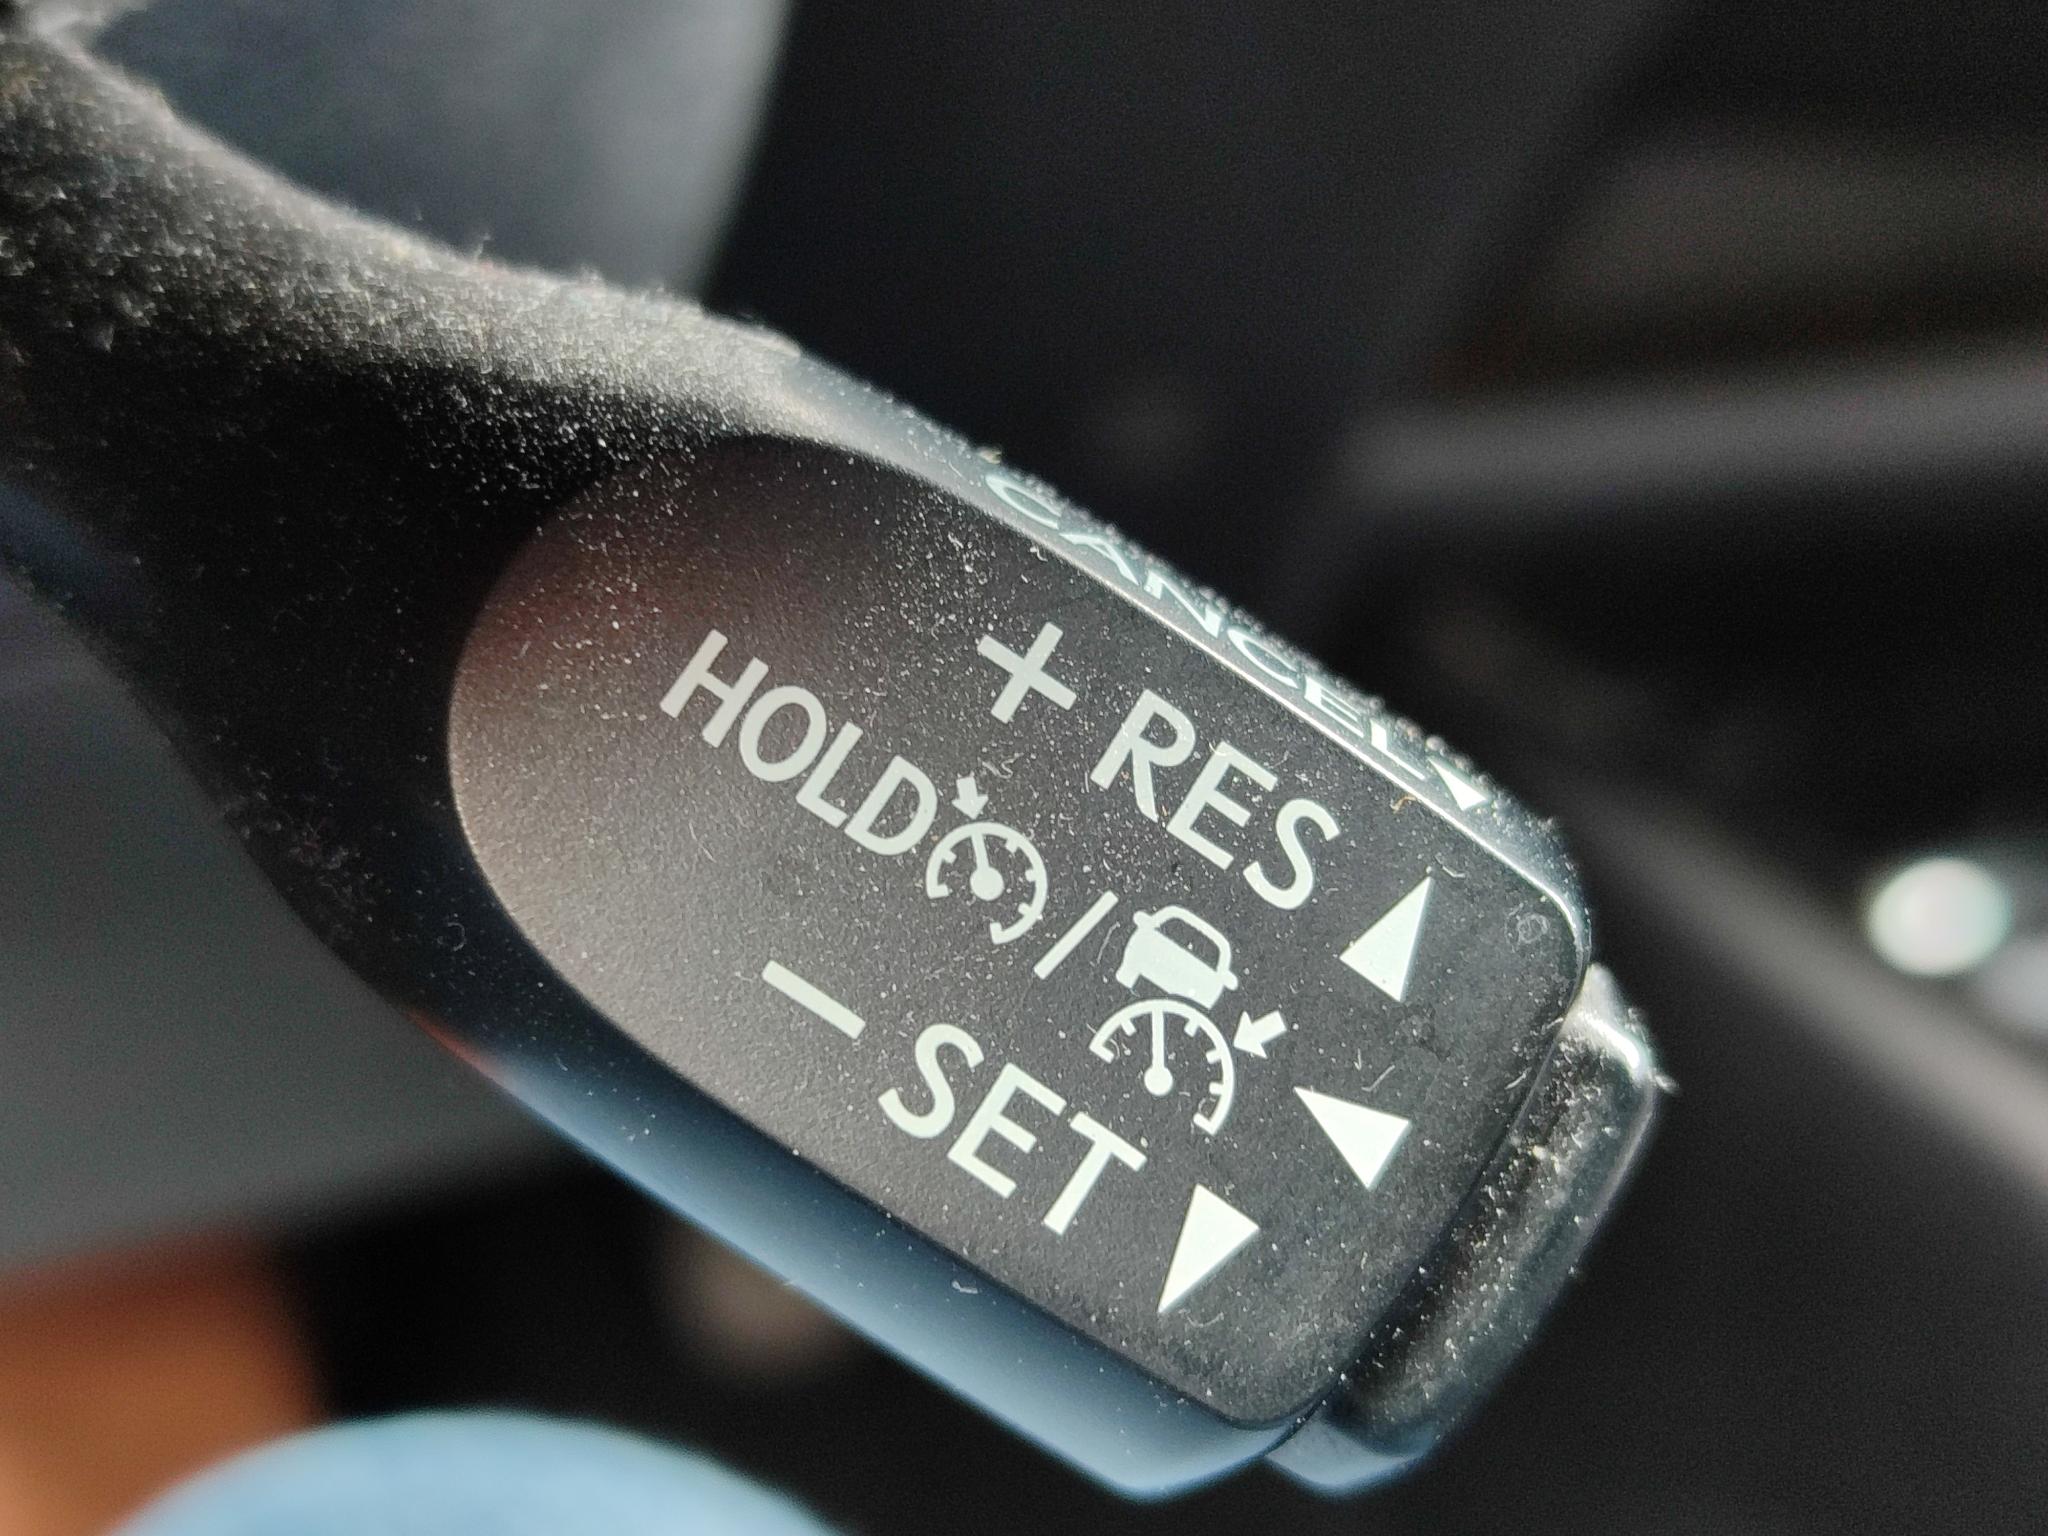 CANCEL
+ RES
HOLD /
− SET